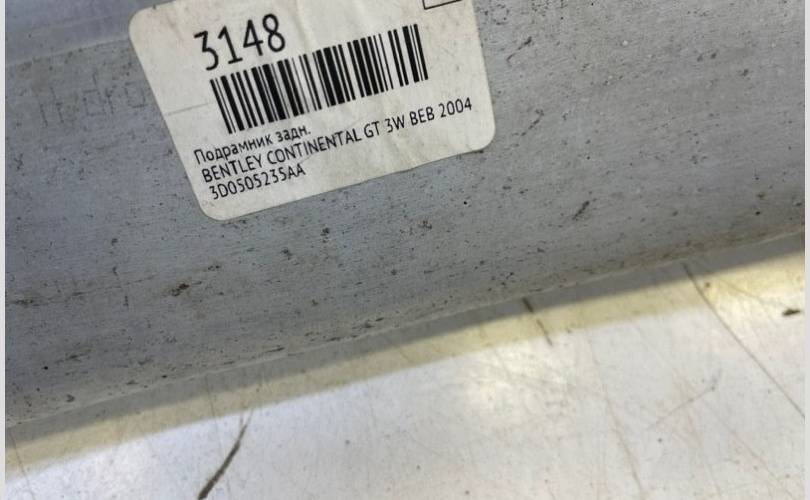 3148
Подрамник задн.
BENTLEY CONTINENTAL GT 3W BEB 2004
3D0505235AA